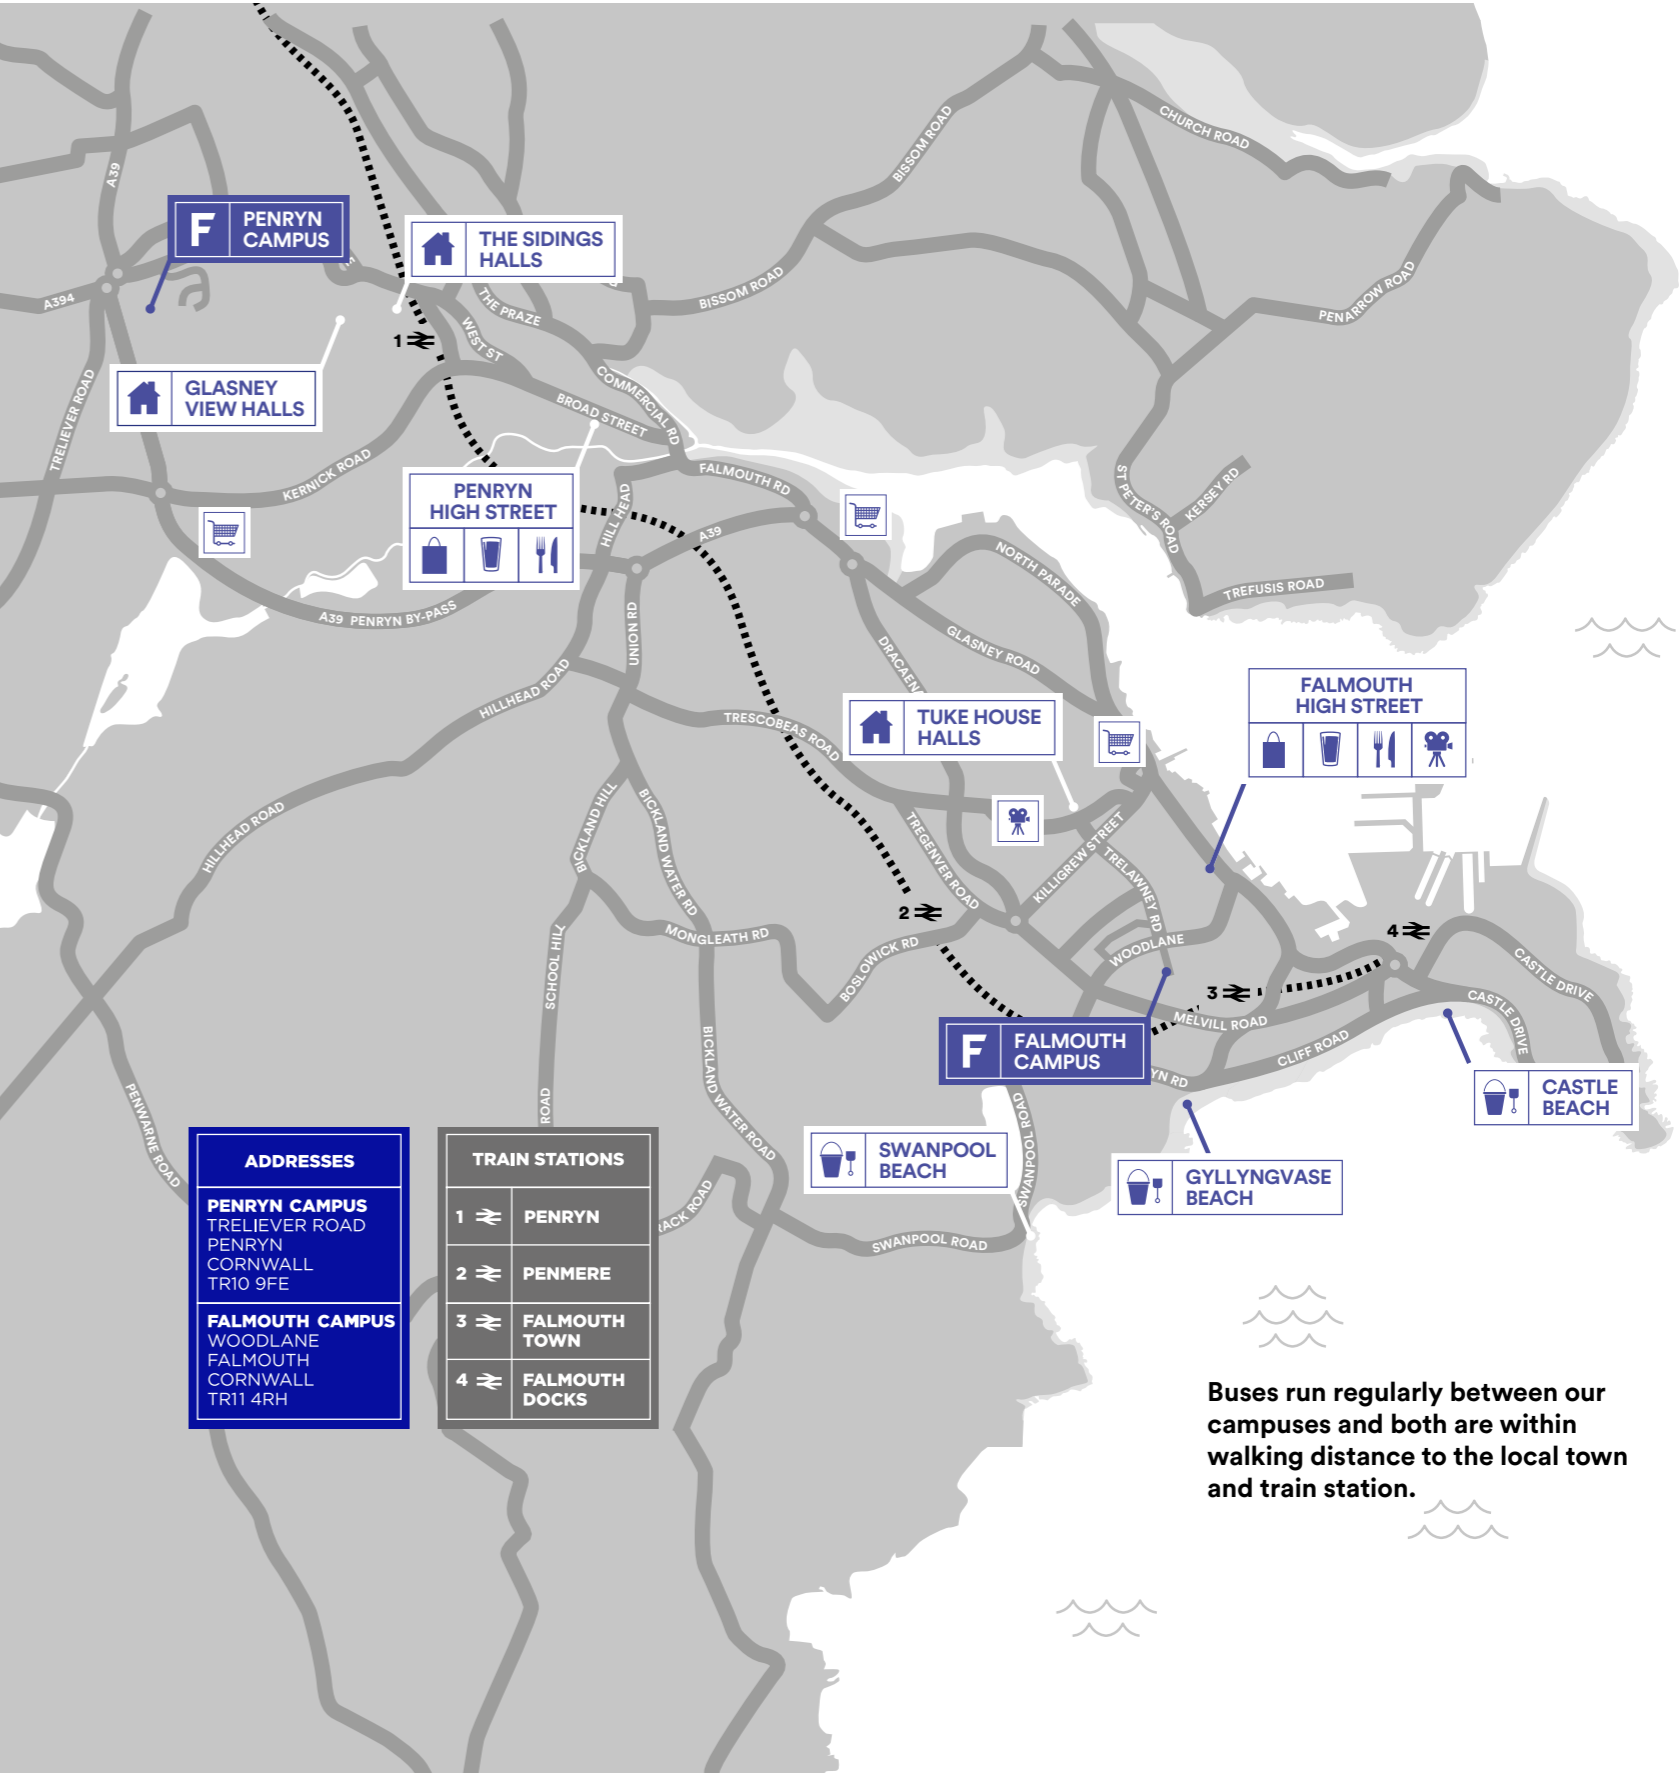 CHURCH ROAD
BISSOM ROAD
A39
F
PENRYN
CAMPUS
THE SIDINGS
HALLS
A394
BISSOM ROAD
PENARROW ROAD
THE PRAZE
WEST ST
1
GLASNEY
VIEW HALLS
TRELIEVER ROAD
COMMERCIAL RD
BROAD STREET
KERNICK ROAD
FALMOUTH RD
PENRYN
HIGH STREET
HILL HEAD
A39
ST PETER'S ROAD
KERSEY RD
NORTH PARADE
TREFUSIS ROAD
A39 PENRYN BY-PASS
UNION RD
GLASNEY ROAD
DRACAEN
HILLHEAD ROAD
TRESCOBEAS ROAD
TUKE HOUSE
HALLS
FALMOUTH
HIGH STREET
HILLHEAD ROAD
BICKLAND HILL
BICKLAND WATER RD
TREGENVER ROAD
KILLIGREW STREET
TRELAWNEY RD
2
MONGLEATH RD
BOSLOWICK RD
WOODLANE
4
SCHOOL HILL
3
CASTLE DRIVE
CASTLE DRIVE
MELVILL ROAD
CLIFF ROAD
F
FALMOUTH
CAMPUS
YN RD
BICKLAND WATER ROAD
ROAD
PENWARNE ROAD
CASTLE
BEACH
SWANPOOL ROAD
SWANPOOL
BEACH
GYLLYNGVASE
BEACH
RACK ROAD
SWANPOOL ROAD
ADDRESSES
PENRYN CAMPUS
TRELIEVER ROAD
PENRYN
CORNWALL
TR10 9FE
FALMOUTH CAMPUS
WOODLANE
FALMOUTH
CORNWALL
TR11 4RH
TRAIN STATIONS
1 PENRYN
2 PENMERE
3 FALMOUTH
TOWN
4 FALMOUTH
DOCKS
Buses run regularly between our
campuses and both are within
walking distance to the local town
and train station.